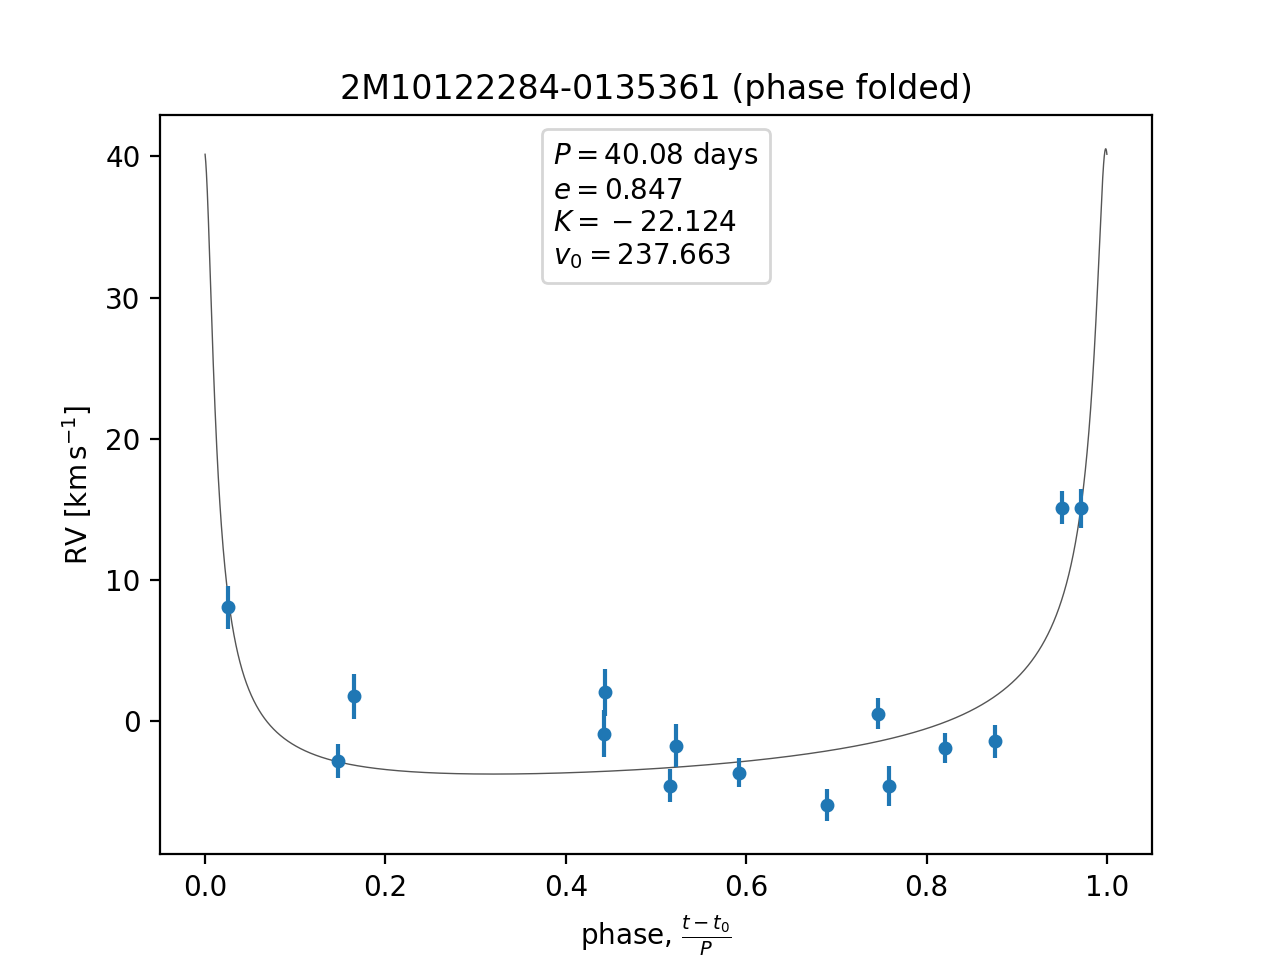 2M10122284-0135361 (phase folded)
P = 40.08 days
e = 0.847
K = −22.124
v₀ = 237.663
40
30
20
10
0
RV [km s⁻¹]
0.0 0.2 0.4 0.6 0.8 1.0
phase, (t − t₀)/P